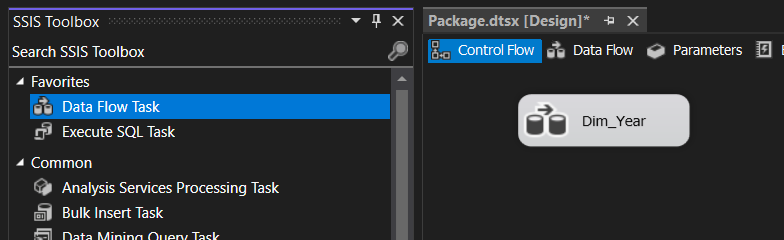 SSIS Toolbox
Search SSIS Toolbox
Favorites
Data Flow Task
Execute SQL Task
Common
Analysis Services Processing Task
Bulk Insert Task
Data Mining Query Task
Package.dtsx [Design]*
Control Flow
Data Flow
Parameters
E
Dim_Year